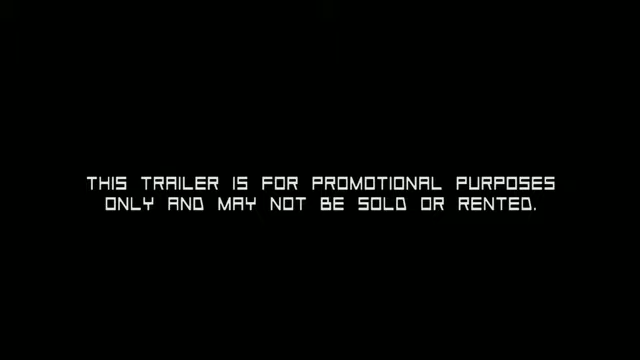 THIS TRAILER IS FOR PROMOTIONAL PURPOSES
ONLY AND MAY NOT BE SOLD OR RENTED.